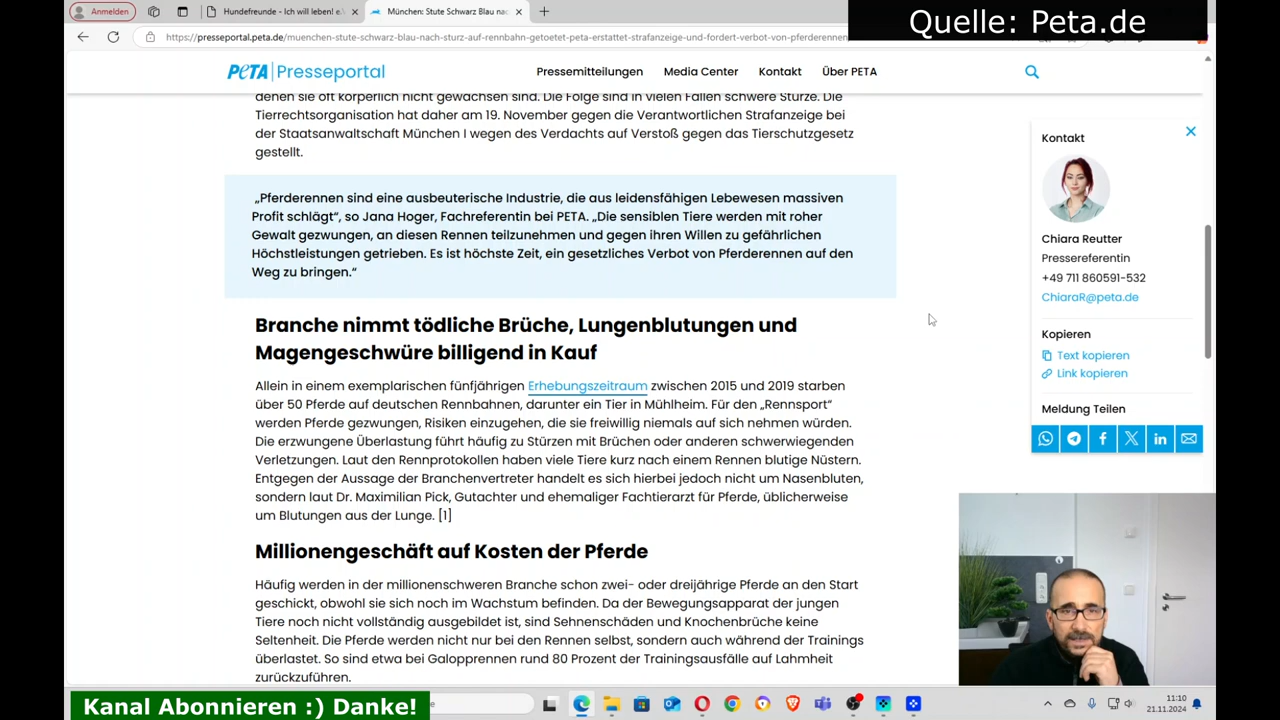 Anmelden
Hundefreunde - Ich will leben! e.V
München: Stute Schwarz Blau nac
Quelle: Peta.de
https://presseportal.peta.de/muenchen-stute-schwarz-blau-nach-sturz-auf-rennbahn-getoetet-peta-erstattet-strafanzeige-und-fordert-verbot-von-pferderennen
PETA Presseportal
Pressemitteilungen
Media Center
Kontakt
Über PETA
denen sie oft körperlich nicht gewachsen sind. Die Folge sind in vielen Fällen schwere Stürze. Die
Tierrechtsorganisation hat daher am 19. November gegen die Verantwortlichen Strafanzeige bei
der Staatsanwaltschaft München I wegen des Verdachts auf Verstoß gegen das Tierschutzgesetz
gestellt.
„Pferderennen sind eine ausbeuterische Industrie, die aus leidensfähigen Lebewesen massiven
Profit schlägt“, so Jana Hoger, Fachreferentin bei PETA. „Die sensiblen Tiere werden mit roher
Gewalt gezwungen, an diesen Rennen teilzunehmen und gegen ihren Willen zu gefährlichen
Höchstleistungen getrieben. Es ist höchste Zeit, ein gesetzliches Verbot von Pferderennen auf den
Weg zu bringen.“
Branche nimmt tödliche Brüche, Lungenblutungen und
Magengeschwüre billigend in Kauf
Allein in einem exemplarischen fünfjährigen Erhebungszeitraum zwischen 2015 und 2019 starben
über 50 Pferde auf deutschen Rennbahnen, darunter ein Tier in Mühlheim. Für den „Rennsport“
werden Pferde gezwungen, Risiken einzugehen, die sie freiwillig niemals auf sich nehmen würden.
Die erzwungene Überlastung führt häufig zu Stürzen mit Brüchen oder anderen schwerwiegenden
Verletzungen. Laut den Rennprotokollen haben viele Tiere kurz nach einem Rennen blutige Nüstern.
Entgegen der Aussage der Branchenvertreter handelt es sich hierbei jedoch nicht um Nasenbluten,
sondern laut Dr. Maximilian Pick, Gutachter und ehemaliger Fachtierarzt für Pferde, üblicherweise
um Blutungen aus der Lunge. [1]
Millionengeschäft auf Kosten der Pferde
Häufig werden in der millionenschweren Branche schon zwei- oder dreijährige Pferde an den Start
geschickt, obwohl sie sich noch im Wachstum befinden. Da der Bewegungsapparat der jungen
Tiere noch nicht vollständig ausgebildet ist, sind Sehnenschäden und Knochenbrüche keine
Seltenheit. Die Pferde werden nicht nur bei den Rennen selbst, sondern auch während der Trainings
überlastet. So sind etwa bei Galopprennen rund 80 Prozent der Trainingsausfälle auf Lahmheit
zurückzuführen.
Kontakt
Chiara Reutter
Pressereferentin
+49 711 860591-532
ChiaraR@peta.de
Kopieren
Text kopieren
Link kopieren
Meldung Teilen
Kanal Abonnieren :) Danke!
11:10
21.11.2024